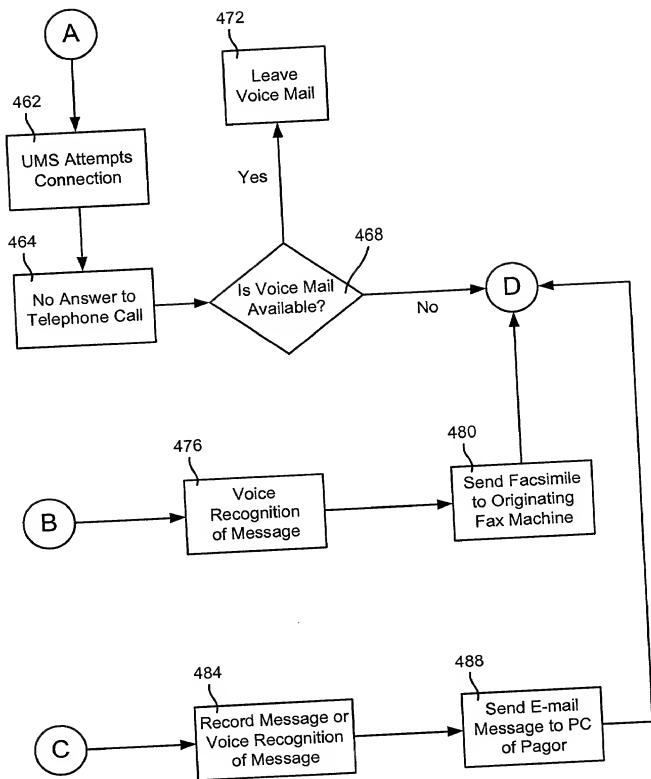 A
472
Leave
Voice Mail
462
UMS Attempts
Connection
Yes
464
No Answer to
Telephone Call
468
Is Voice Mail
Available?
No
D
476
Voice
Recognition
of Message
480
Send Facsimile
to Originating
Fax Machine
B
484
Record Message or
Voice Recognition
of Message
488
Send E-mail
Message to PC
of Pagor
C